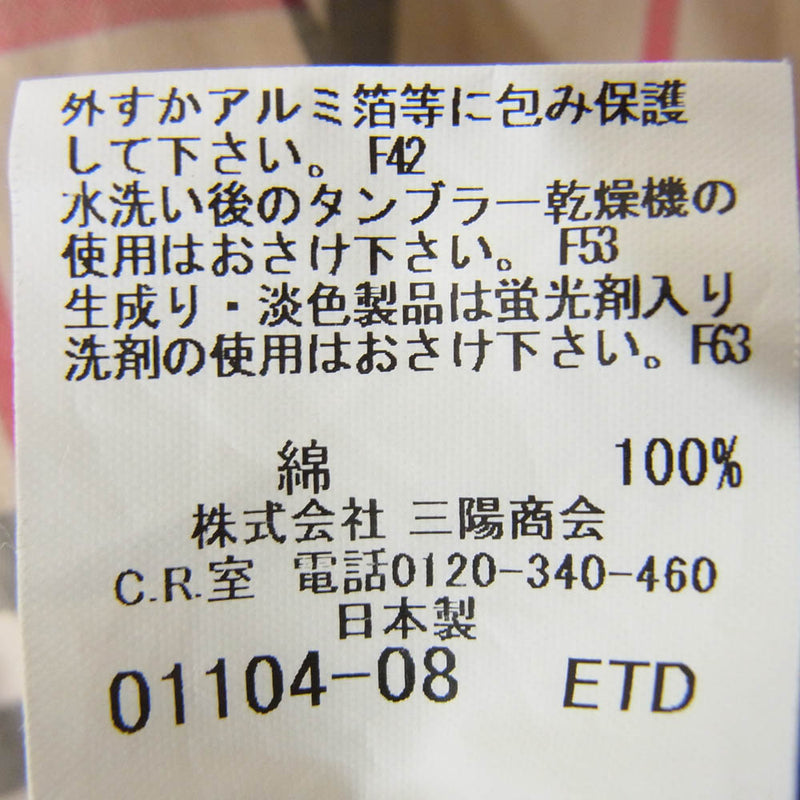 外すかアルミ箔等に包み保護
して下さい。 F42
水洗い後のタンブラー乾燥機の
使用はおさけ下さい。 F53
生成り・淡色製品は蛍光剤入り
洗剤の使用はおさけ下さい。F63
綿 100%
株式会社 三陽商会
C.R.室 電話0120-340-460
日本製
01104-08 ETD